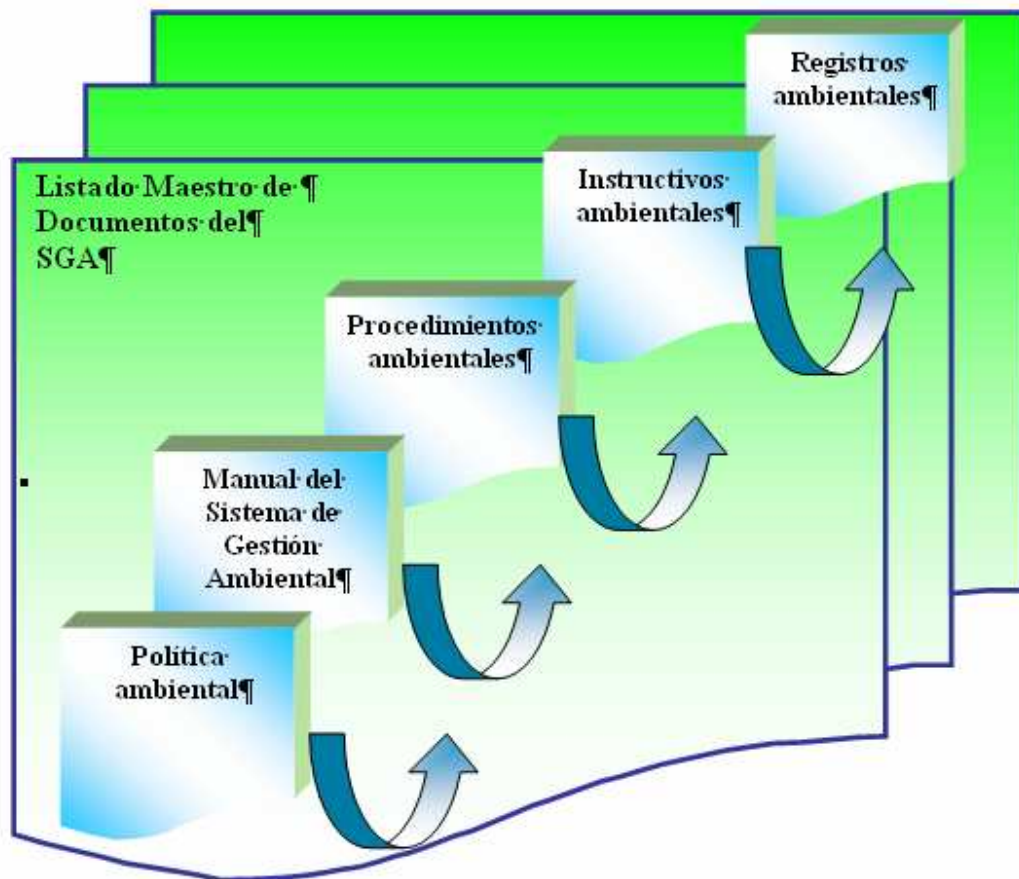 Registros·
ambientales¶
Instructivos·
ambientales¶
Listado·Maestro·de·¶
Documentos·del¶
SGA¶
Procedimientos·
ambientales¶
Manual·del·
Sistema·de·
Gestión·
Ambiental¶
Política·
ambiental¶